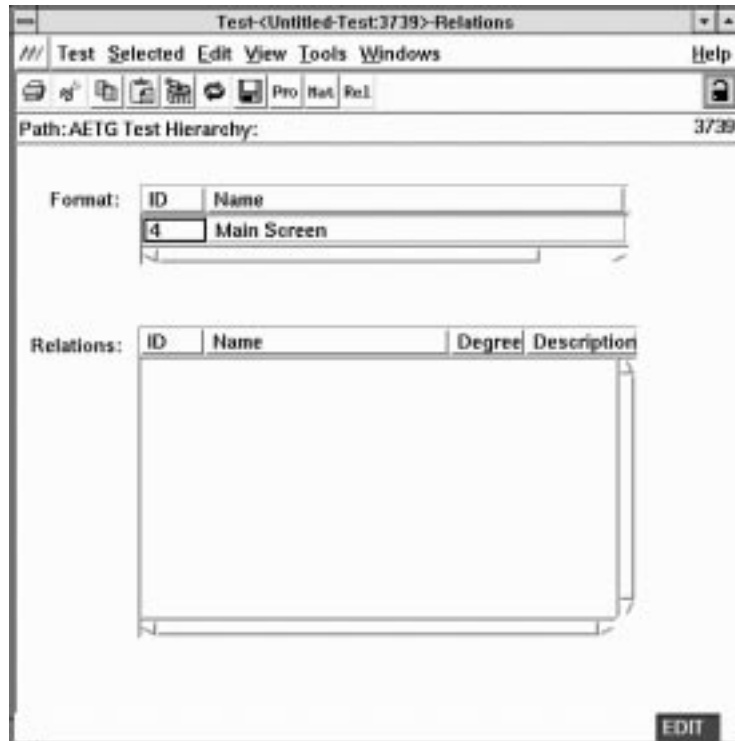 Test-<Untitled-Test:3739>-Relations
/// Test Selected Edit View Tools Windows Help
Pro Mat Rel
Path:AETG Test Hierarchy: 3739
Format: ID Name
4 Main Screen
Relations: ID Name Degree Description
EDIT